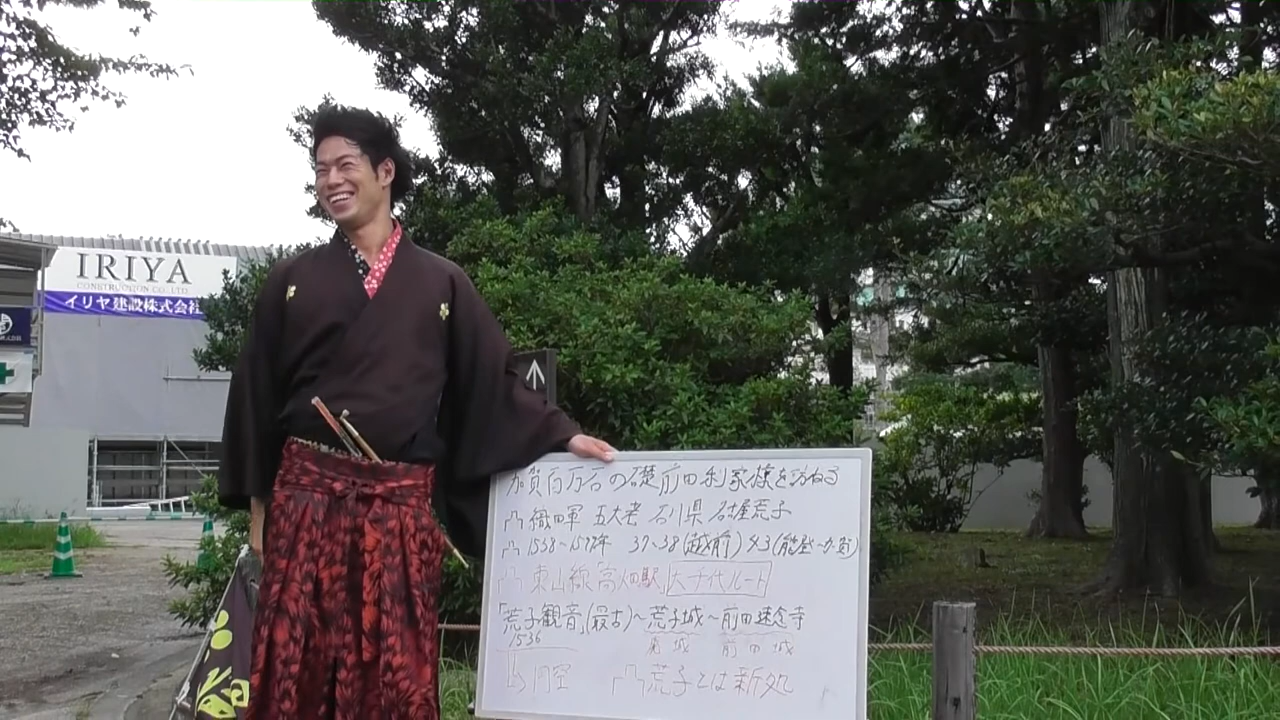 IRIYA
CONSTRUCTION CO., LTD.
イリヤ建設株式会社
加賀百万石の礎前田利家様を訪ねる
織田軍 五大老 石川県 名古屋荒子
1538〜1599年 37〜38(越前) 43(能登〜加賀)
東山線「高畑駅」大千代ルート
「荒子観音」(最古)〜荒子城〜前田速念寺
1536 前田城
円空 荒子とは新処